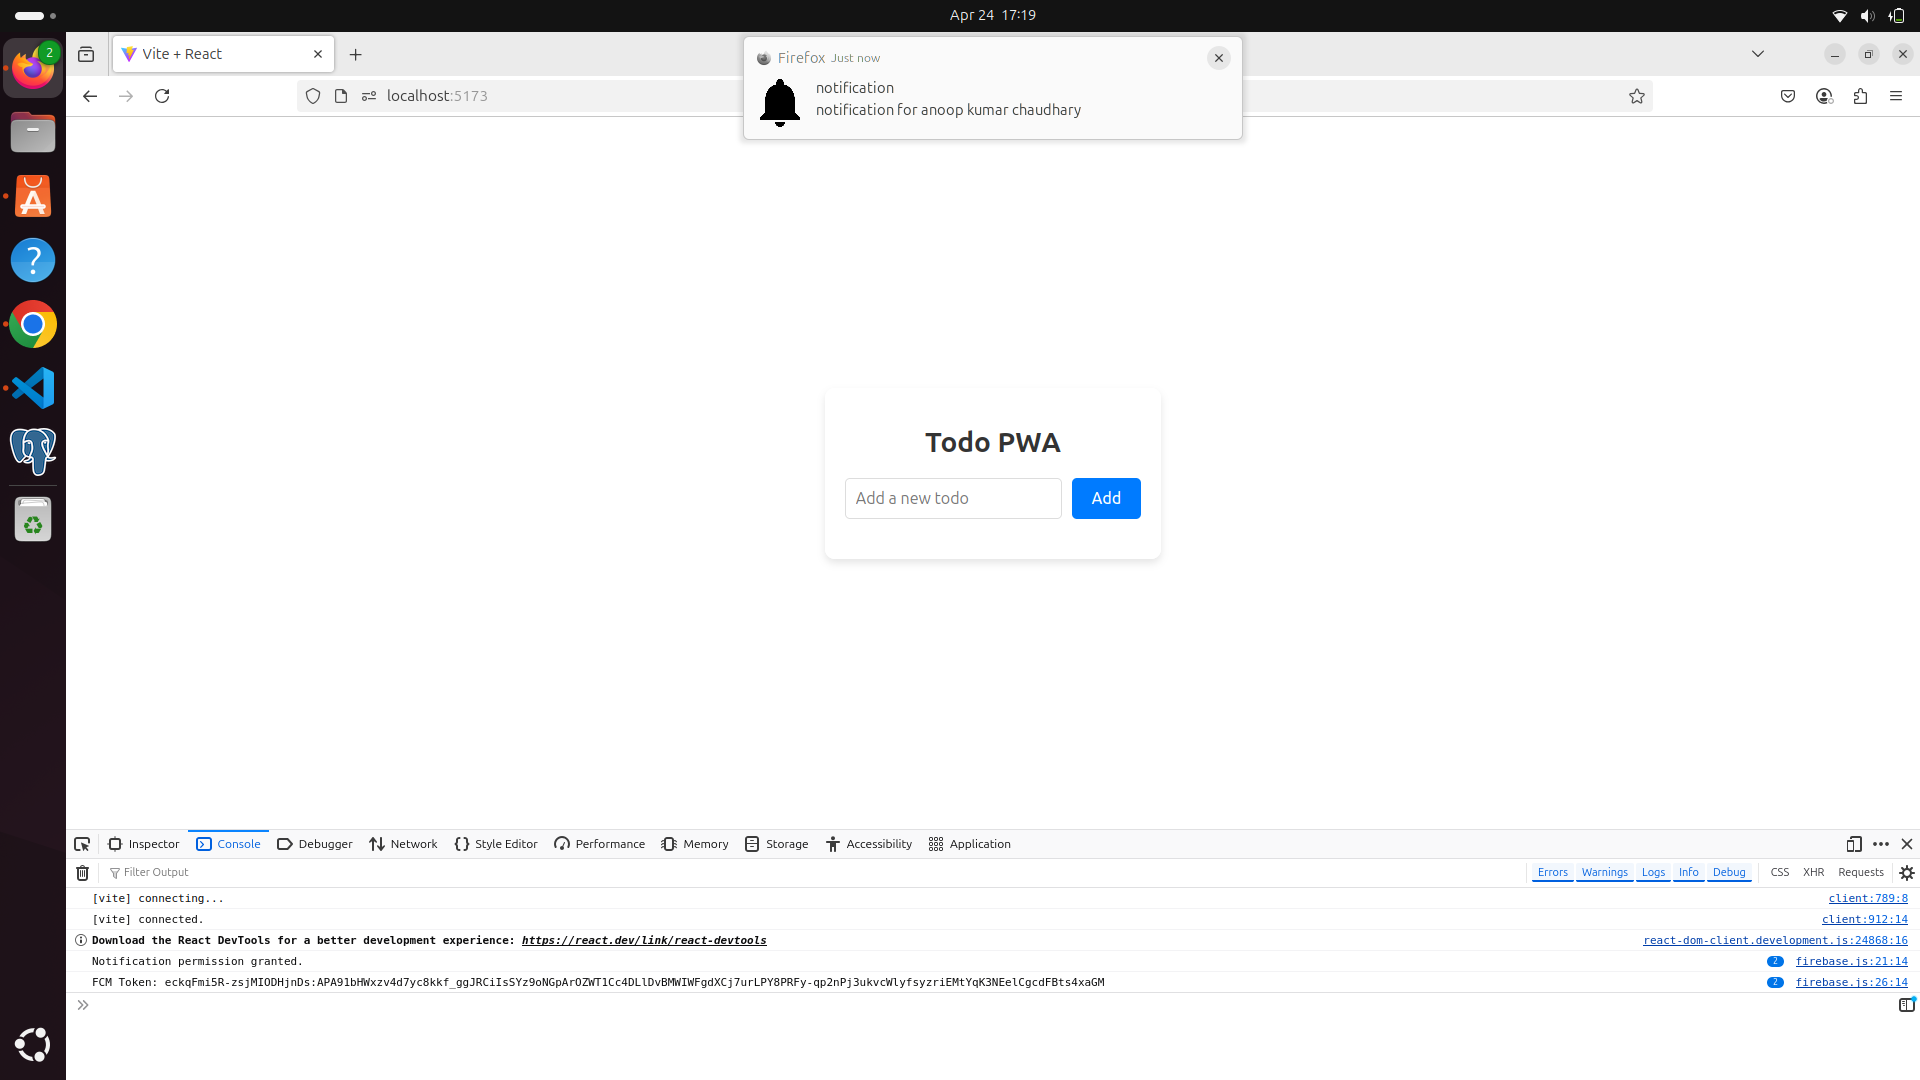 Apr 24 17:19
2
Vite + React
localhost:5173
Firefox Just now
notification
notification for anoop kumar chaudhary
Todo PWA
Add a new todo
Add
Inspector Console Debugger Network Style Editor Performance Memory Storage Accessibility Application
Filter Output
Errors Warnings Logs Info Debug CSS XHR Requests
[vite] connecting... client:789:8
[vite] connected. client:912:14
Download the React DevTools for a better development experience: https://react.dev/link/react-devtools react-dom-client.development.js:24868:16
Notification permission granted. 2 firebase.js:21:14
FCM Token: eckqFmi5R-zsjMIODHjnDs:APA91bHWxzv4d7yc8kkf_ggJRCiIsSYz9oNGpArOZWT1Cc4DLlDvBMWIWFgdXCj7urLPY8PRFy-qp2nPj3ukvcWlyfsyzriEMtYqK3NEelCgcdFBts4xaGM 2 firebase.js:26:14